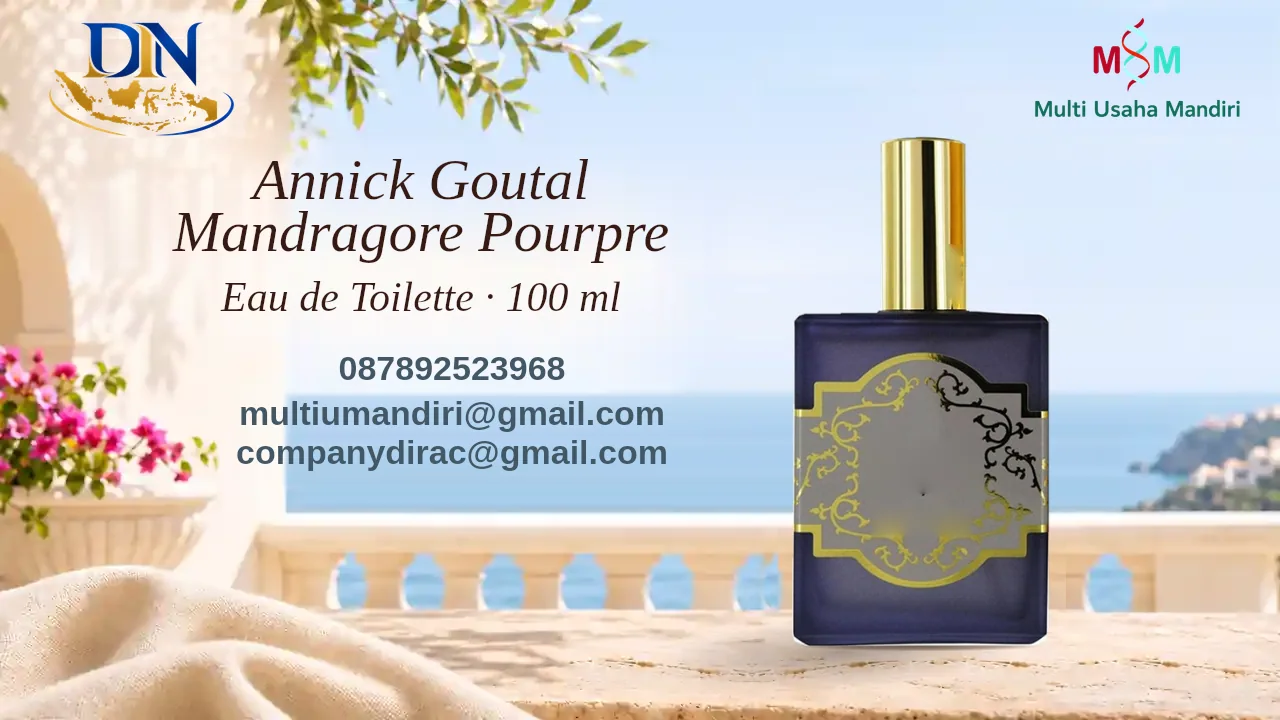 DIN
MSM
Multi Usaha Mandiri
Annick Goutal
Mandragore Pourpre
Eau de Toilette · 100 ml
087892523968
multiumandiri@gmail.com
companydirac@gmail.com